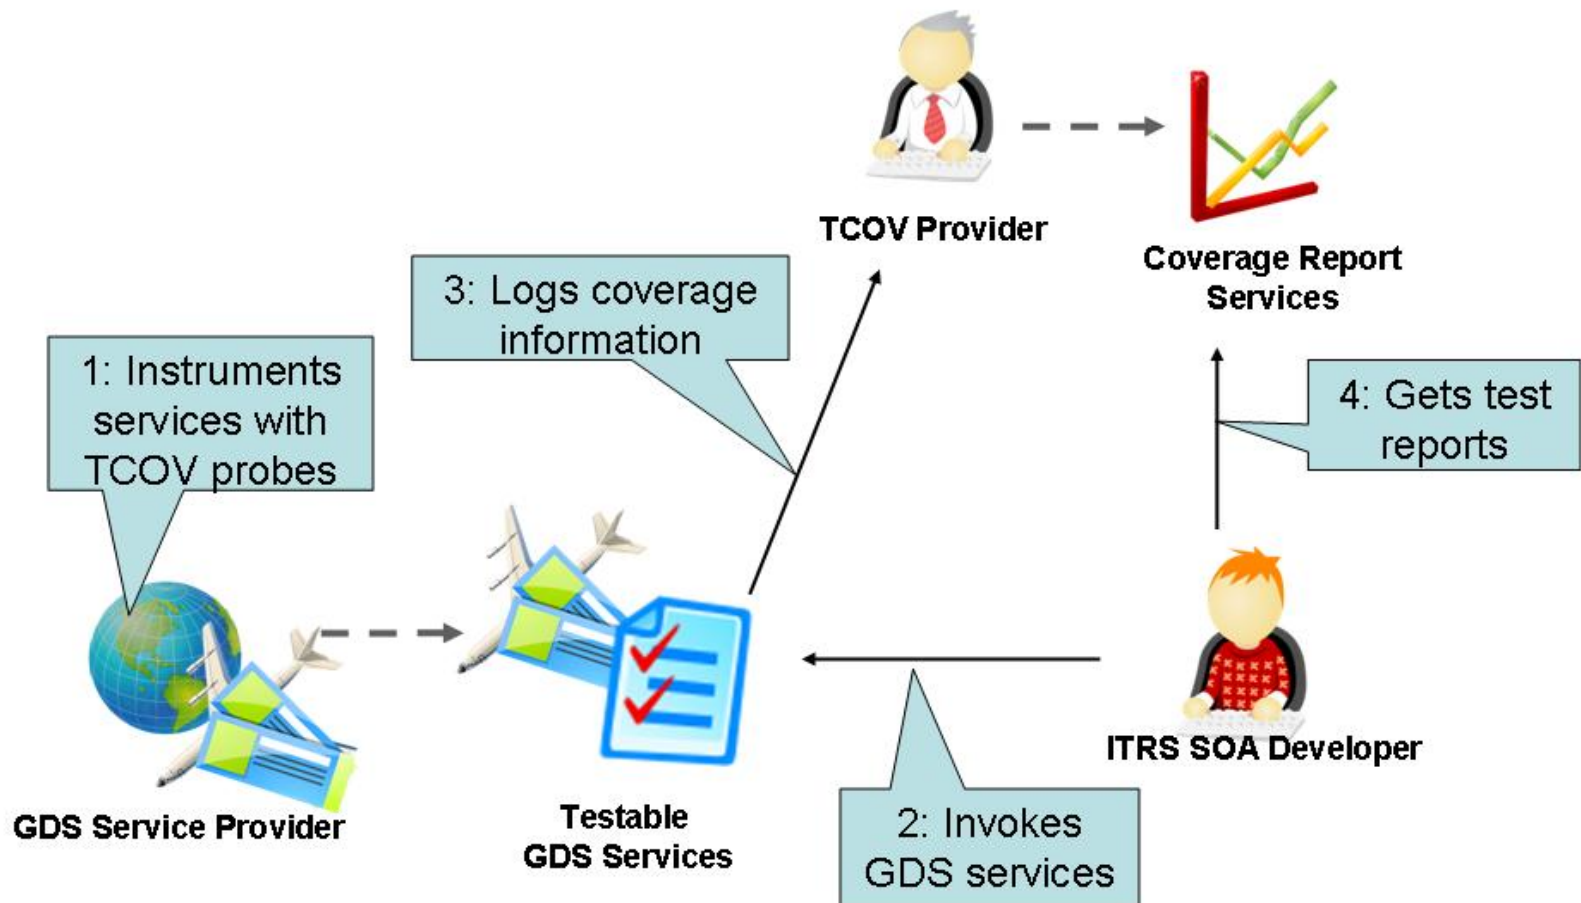 TCOV Provider
Coverage Report
Services
3: Logs coverage
information
1: Instruments
services with
TCOV probes
4: Gets test
reports
GDS Service Provider
Testable
GDS Services
ITRS SOA Developer
2: Invokes
GDS services